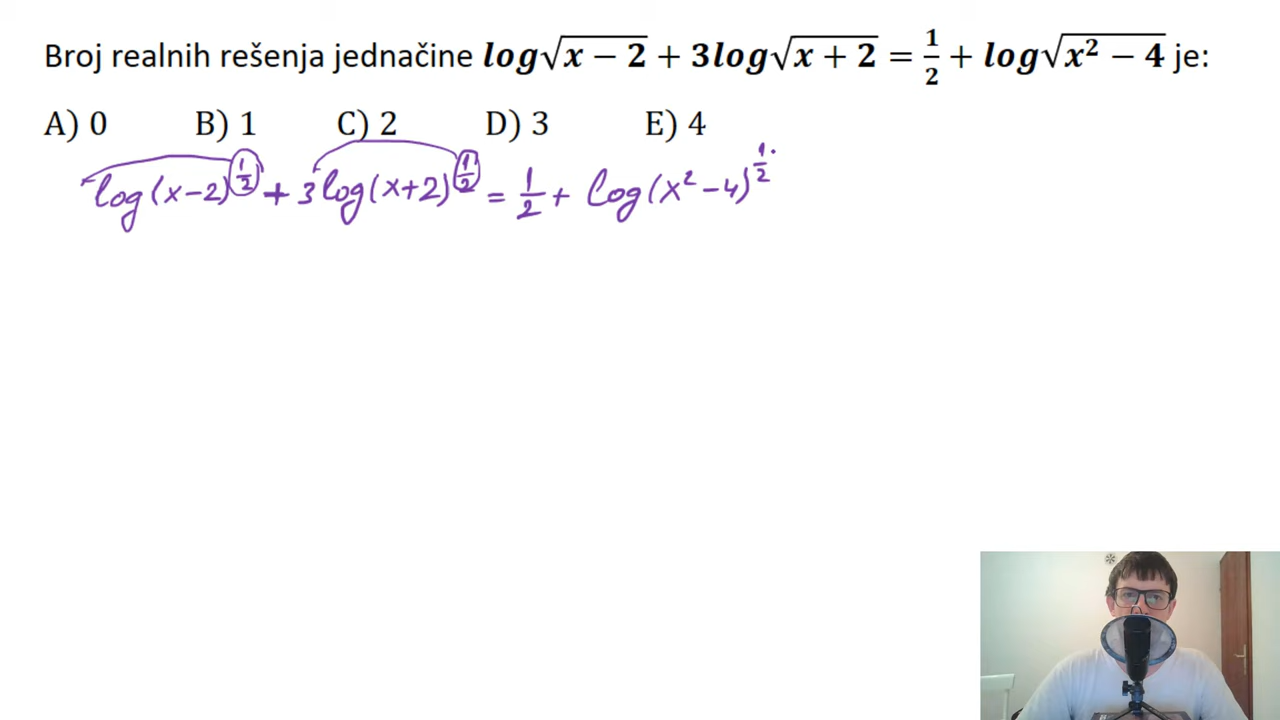 Broj realnih rešenja jednačine log√(x − 2) + 3log√(x + 2) = 1/2 + log√(x² − 4) je:
A) 0 B) 1 C) 2 D) 3 E) 4
log(x−2)^(1/2) + 3log(x+2)^(1/2) = 1/2 + log(x²−4)^(1/2)